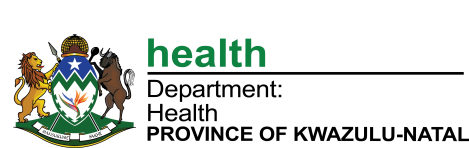 health
Department:
Health
PROVINCE OF KWAZULU-NATAL